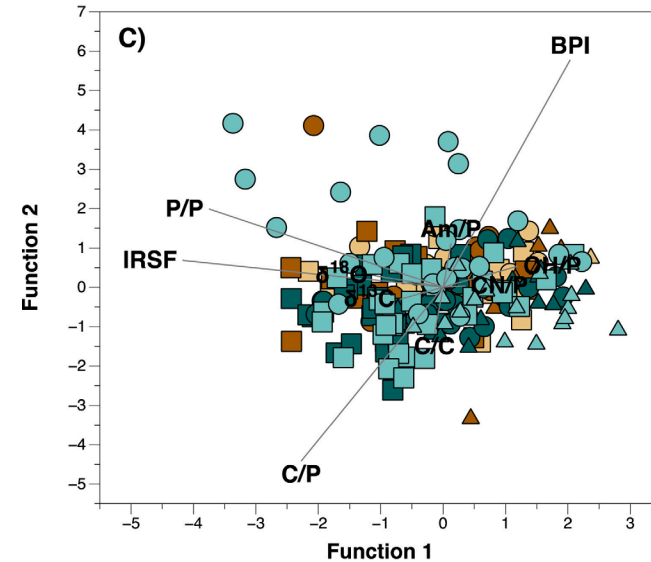 C)
BPI
P/P
Am/P
IRSF
δ18O
OH/P
δ13C
CN/P
C/C
C/P
7
6
5
4
3
2
1
0
−1
−2
−3
−4
−5
Function 2
−5 −4 −3 −2 −1 0 1 2 3
Function 1